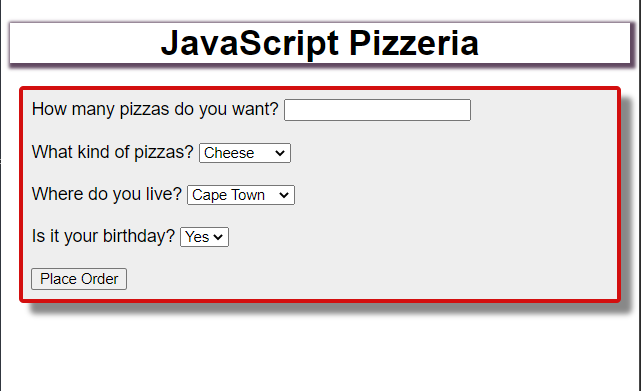 JavaScript Pizzeria
How many pizzas do you want?
What kind of pizzas? Cheese
Where do you live? Cape Town
Is it your birthday? Yes
Place Order